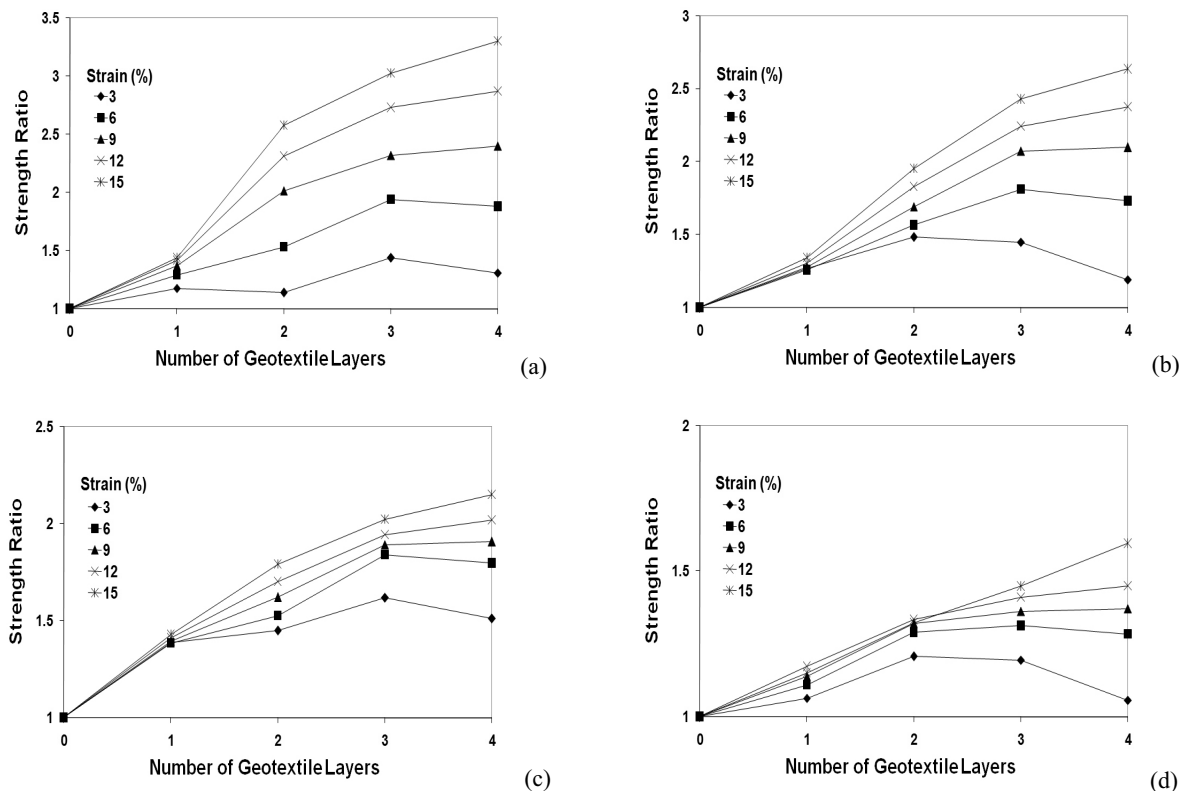 3.5
3
2.5
2
1.5
1
Strength Ratio
Strain (%)
3
6
9
12
15
0 1 2 3 4
Number of Geotextile Layers
(a)
3
2.5
2
1.5
1
Strength Ratio
Strain (%)
3
6
9
12
15
0 1 2 3 4
Number of Geotextile Layers
(b)
2.5
2
1.5
1
Strength Ratio
Strain (%)
3
6
9
12
15
0 1 2 3 4
Number of Geotextile Layers
(c)
2
1.5
1
Strength Ratio
Strain (%)
3
6
9
12
15
0 1 2 3 4
Number of Geotextile Layers
(d)